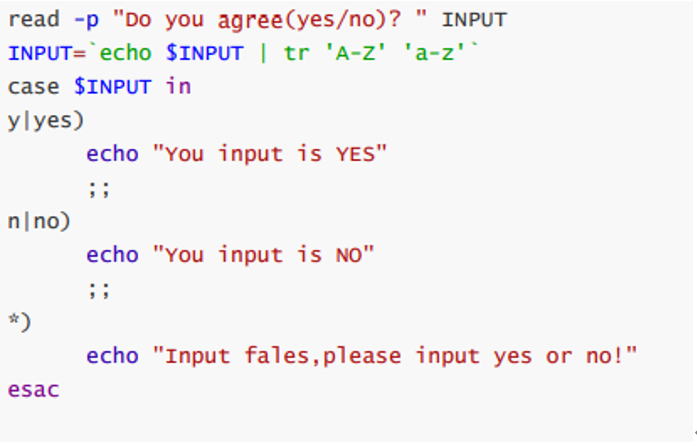 read -p "Do you agree(yes/no)? " INPUT
INPUT=`echo $INPUT | tr 'A-Z' 'a-z'`
case $INPUT in
y|yes)
      echo "You input is YES"
      ;;
n|no)
      echo "You input is NO"
      ;;
*)
      echo "Input fales,please input yes or no!"
esac